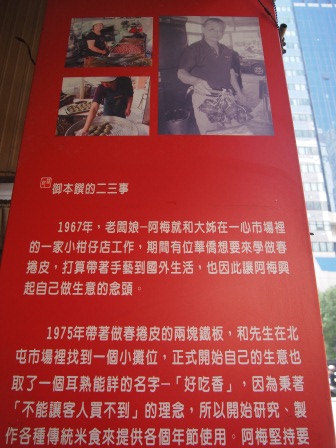 御本饌的二三事
1967年，老闆娘─阿梅就和大姊在一心市場裡
的一家小柑仔店工作，期間有位華僑想要來學做春
捲皮，打算帶著手藝到國外生活，也因此讓阿梅興
起自己做生意的念頭。
1975年帶著做春捲皮的兩塊鐵板，和先生在北
屯市場裡找到一個小攤位，正式開始自己的生意也
取了一個耳熟能詳的名字─「好吃香」，因為秉著
「不能讓客人買不到」的理念，所以開始研究、製
作各種傳統米食來提供各個年節使用。阿梅堅持要